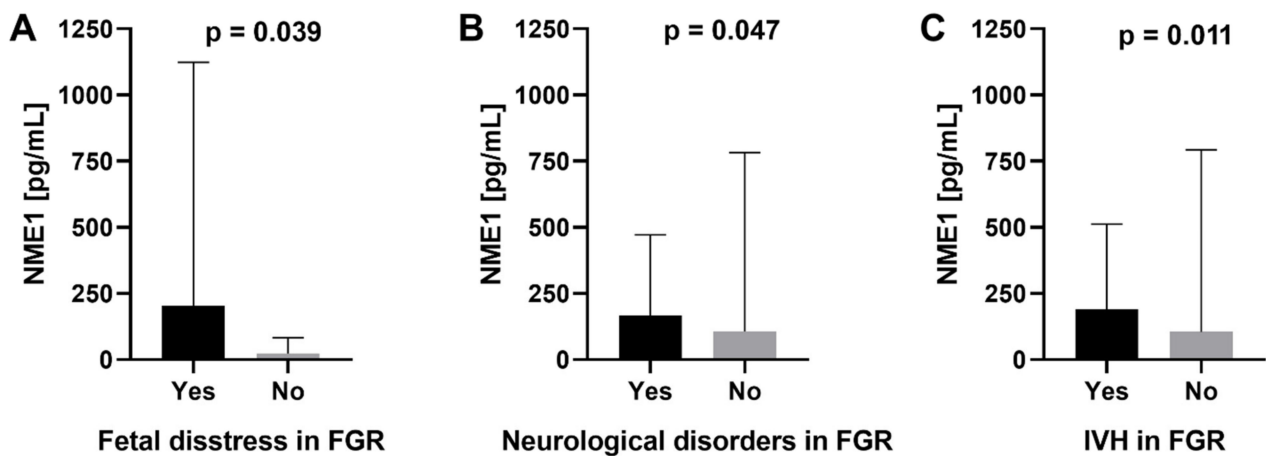 A
p = 0.039
NME1 [pg/mL]
1250
1000
750
500
250
0
Yes No
Fetal disstress in FGR
B
p = 0.047
NME1 [pg/mL]
1250
1000
750
500
250
0
Yes No
Neurological disorders in FGR
C
p = 0.011
NME1 [pg/mL]
1250
1000
750
500
250
0
Yes No
IVH in FGR